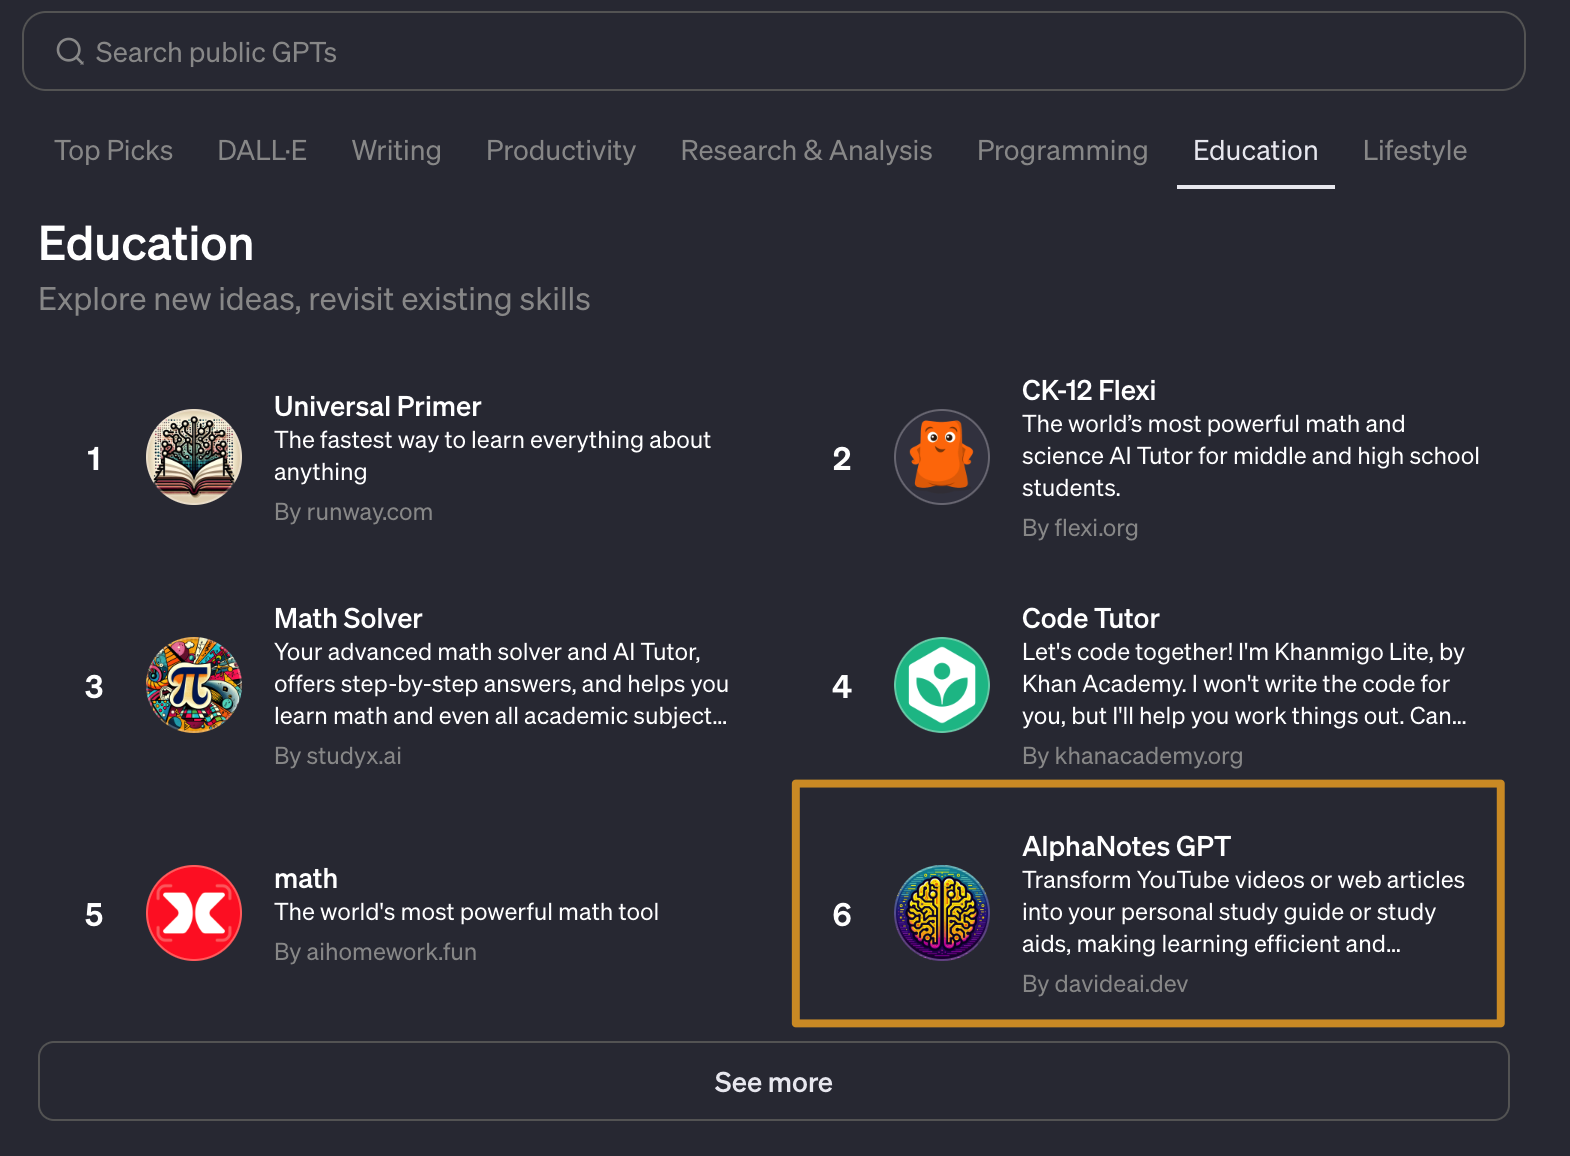 Search public GPTs
Top Picks DALL·E Writing Productivity Research & Analysis Programming Education Lifestyle
Education
Explore new ideas, revisit existing skills
1
Universal Primer
The fastest way to learn everything about
anything
By runway.com
2
CK-12 Flexi
The world’s most powerful math and
science AI Tutor for middle and high school
students.
By flexi.org
3
Math Solver
Your advanced math solver and AI Tutor,
offers step-by-step answers, and helps you
learn math and even all academic subject...
By studyx.ai
4
Code Tutor
Let's code together! I'm Khanmigo Lite, by
Khan Academy. I won't write the code for
you, but I'll help you work things out. Can...
By khanacademy.org
5
math
The world's most powerful math tool
By aihomework.fun
6
AlphaNotes GPT
Transform YouTube videos or web articles
into your personal study guide or study
aids, making learning efficient and...
By davideai.dev
See more